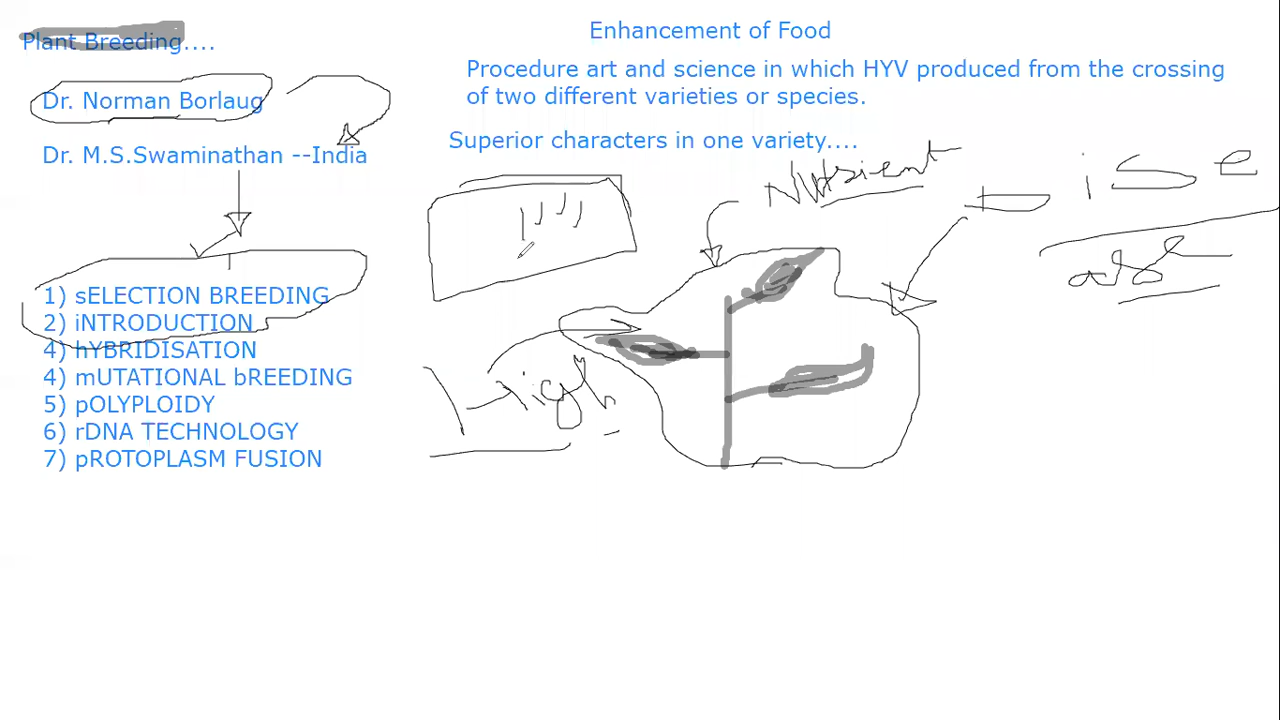 Plant Breeding....
Enhancement of Food
Procedure art and science in which HYV produced from the crossing
of two different varieties or species.
Dr. Norman Borlaug
Superior characters in one variety....
Dr. M.S.Swaminathan --India
Nutrient
1) sELECTION BREEDING
2) iNTRODUCTION
4) hYBRIDISATION
4) mUTATIONAL bREEDING
5) pOLYPLOIDY
6) rDNA TECHNOLOGY
7) pROTOPLASM FUSION